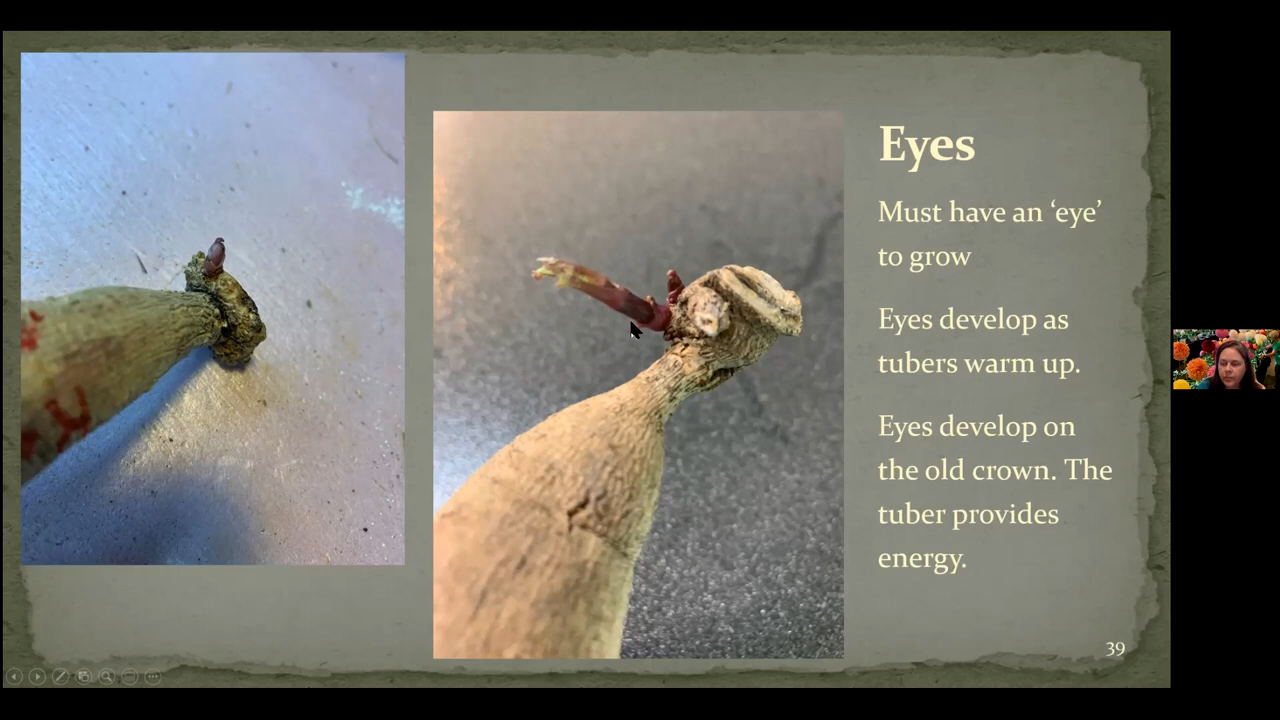 Eyes
Must have an ‘eye’
to grow
Eyes develop as
tubers warm up.
Eyes develop on
the old crown. The
tuber provides
energy.
39